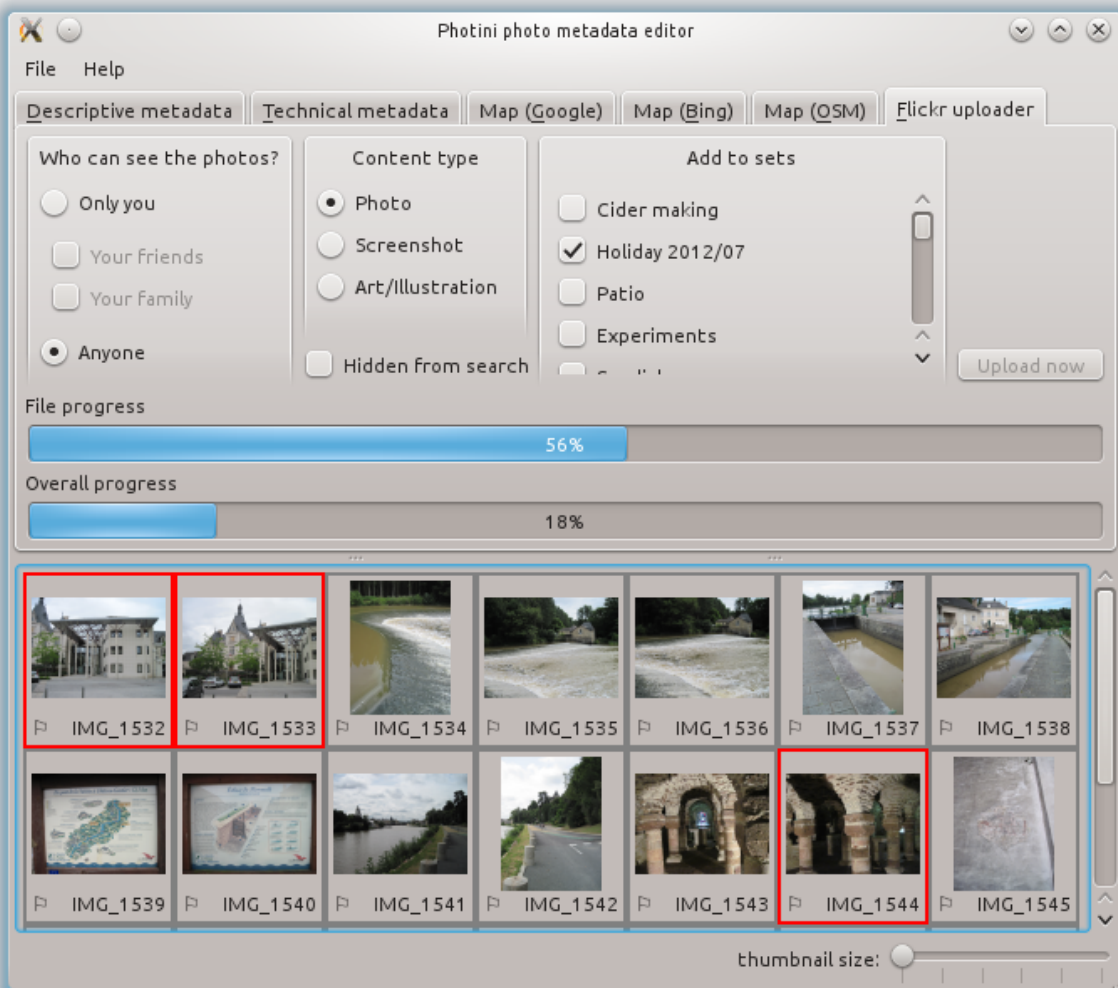 Photini photo metadata editor
File Help
Descriptive metadata Technical metadata Map (Google) Map (Bing) Map (OSM) Flickr uploader
Who can see the photos? Content type Add to sets
Only you Photo Cider making
Screenshot Holiday 2012/07
Your friends
Art/Illustration Patio
Your family
Experiments
Anyone Hidden from search Upload now
File progress
56%
Overall progress
18%
IMG_1532 IMG_1533 IMG_1534 IMG_1535 IMG_1536 IMG_1537 IMG_1538
IMG_1539 IMG_1540 IMG_1541 IMG_1542 IMG_1543 IMG_1544 IMG_1545
thumbnail size: